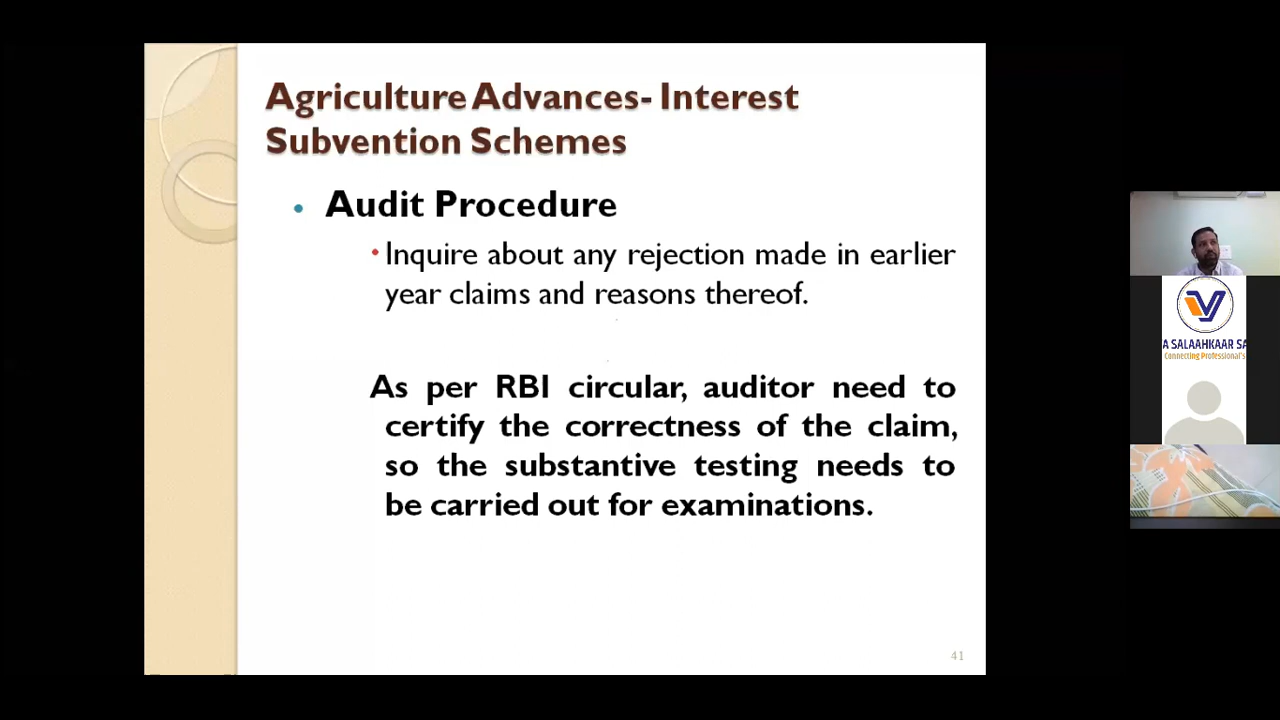 Agriculture Advances- Interest
Subvention Schemes
• Audit Procedure
• Inquire about any rejection made in earlier
year claims and reasons thereof.
As per RBI circular, auditor need to
certify the correctness of the claim,
so the substantive testing needs to
be carried out for examinations.
41
A SALAAHKAAR SA
Connecting Professional's